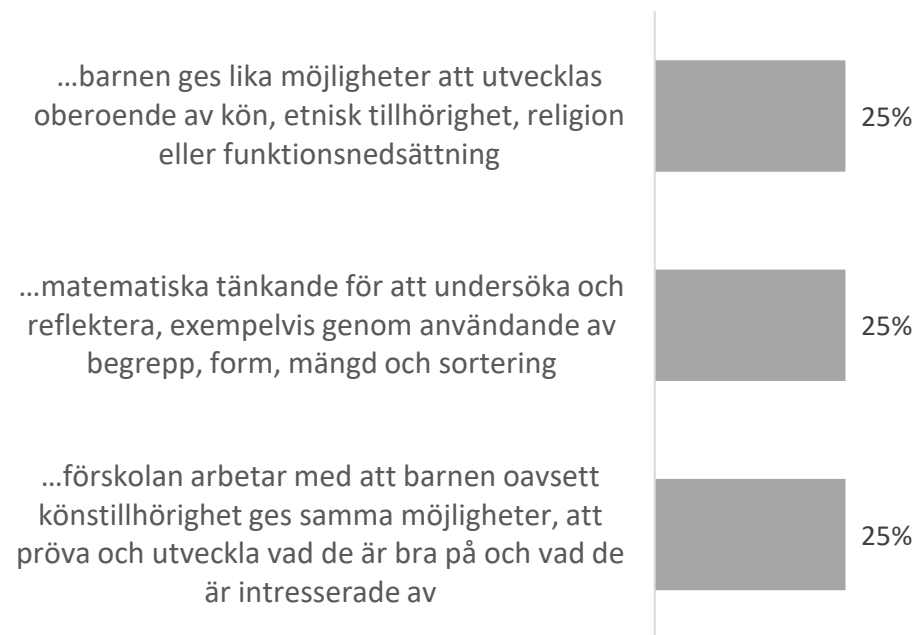 ...barnen ges lika möjligheter att utvecklas
oberoende av kön, etnisk tillhörighet, religion
eller funktionsnedsättning
25%
...matematiska tänkande för att undersöka och
reflektera, exempelvis genom användande av
begrepp, form, mängd och sortering
25%
...förskolan arbetar med att barnen oavsett
könstillhörighet ges samma möjligheter, att
pröva och utveckla vad de är bra på och vad de
är intresserade av
25%